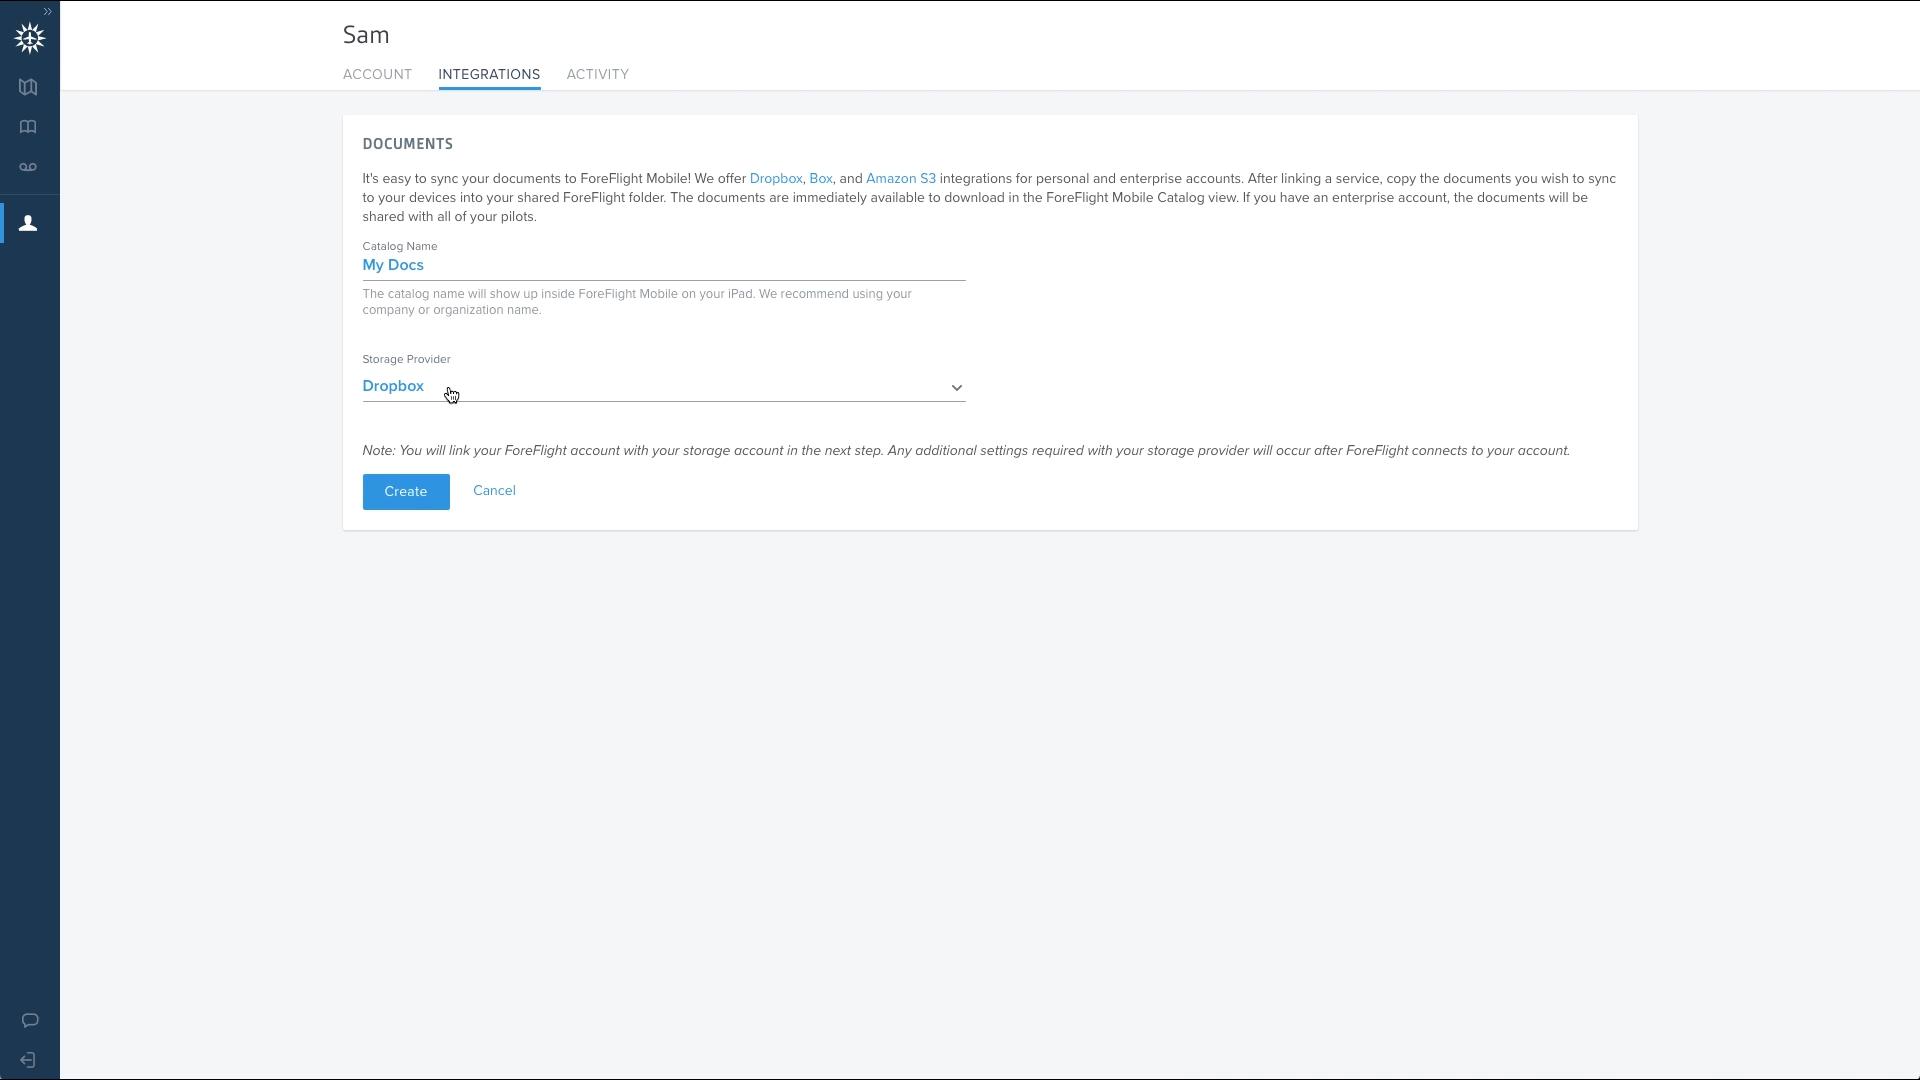 Sam
ACCOUNT INTEGRATIONS ACTIVITY
DOCUMENTS
It's easy to sync your documents to ForeFlight Mobile! We offer Dropbox, Box, and Amazon S3 integrations for personal and enterprise accounts. After linking a service, copy the documents you wish to sync
to your devices into your shared ForeFlight folder. The documents are immediately available to download in the ForeFlight Mobile Catalog view. If you have an enterprise account, the documents will be
shared with all of your pilots.
Catalog Name
My Docs
The catalog name will show up inside ForeFlight Mobile on your iPad. We recommend using your
company or organization name.
Storage Provider
Dropbox
Note: You will link your ForeFlight account with your storage account in the next step. Any additional settings required with your storage provider will occur after ForeFlight connects to your account.
Create Cancel